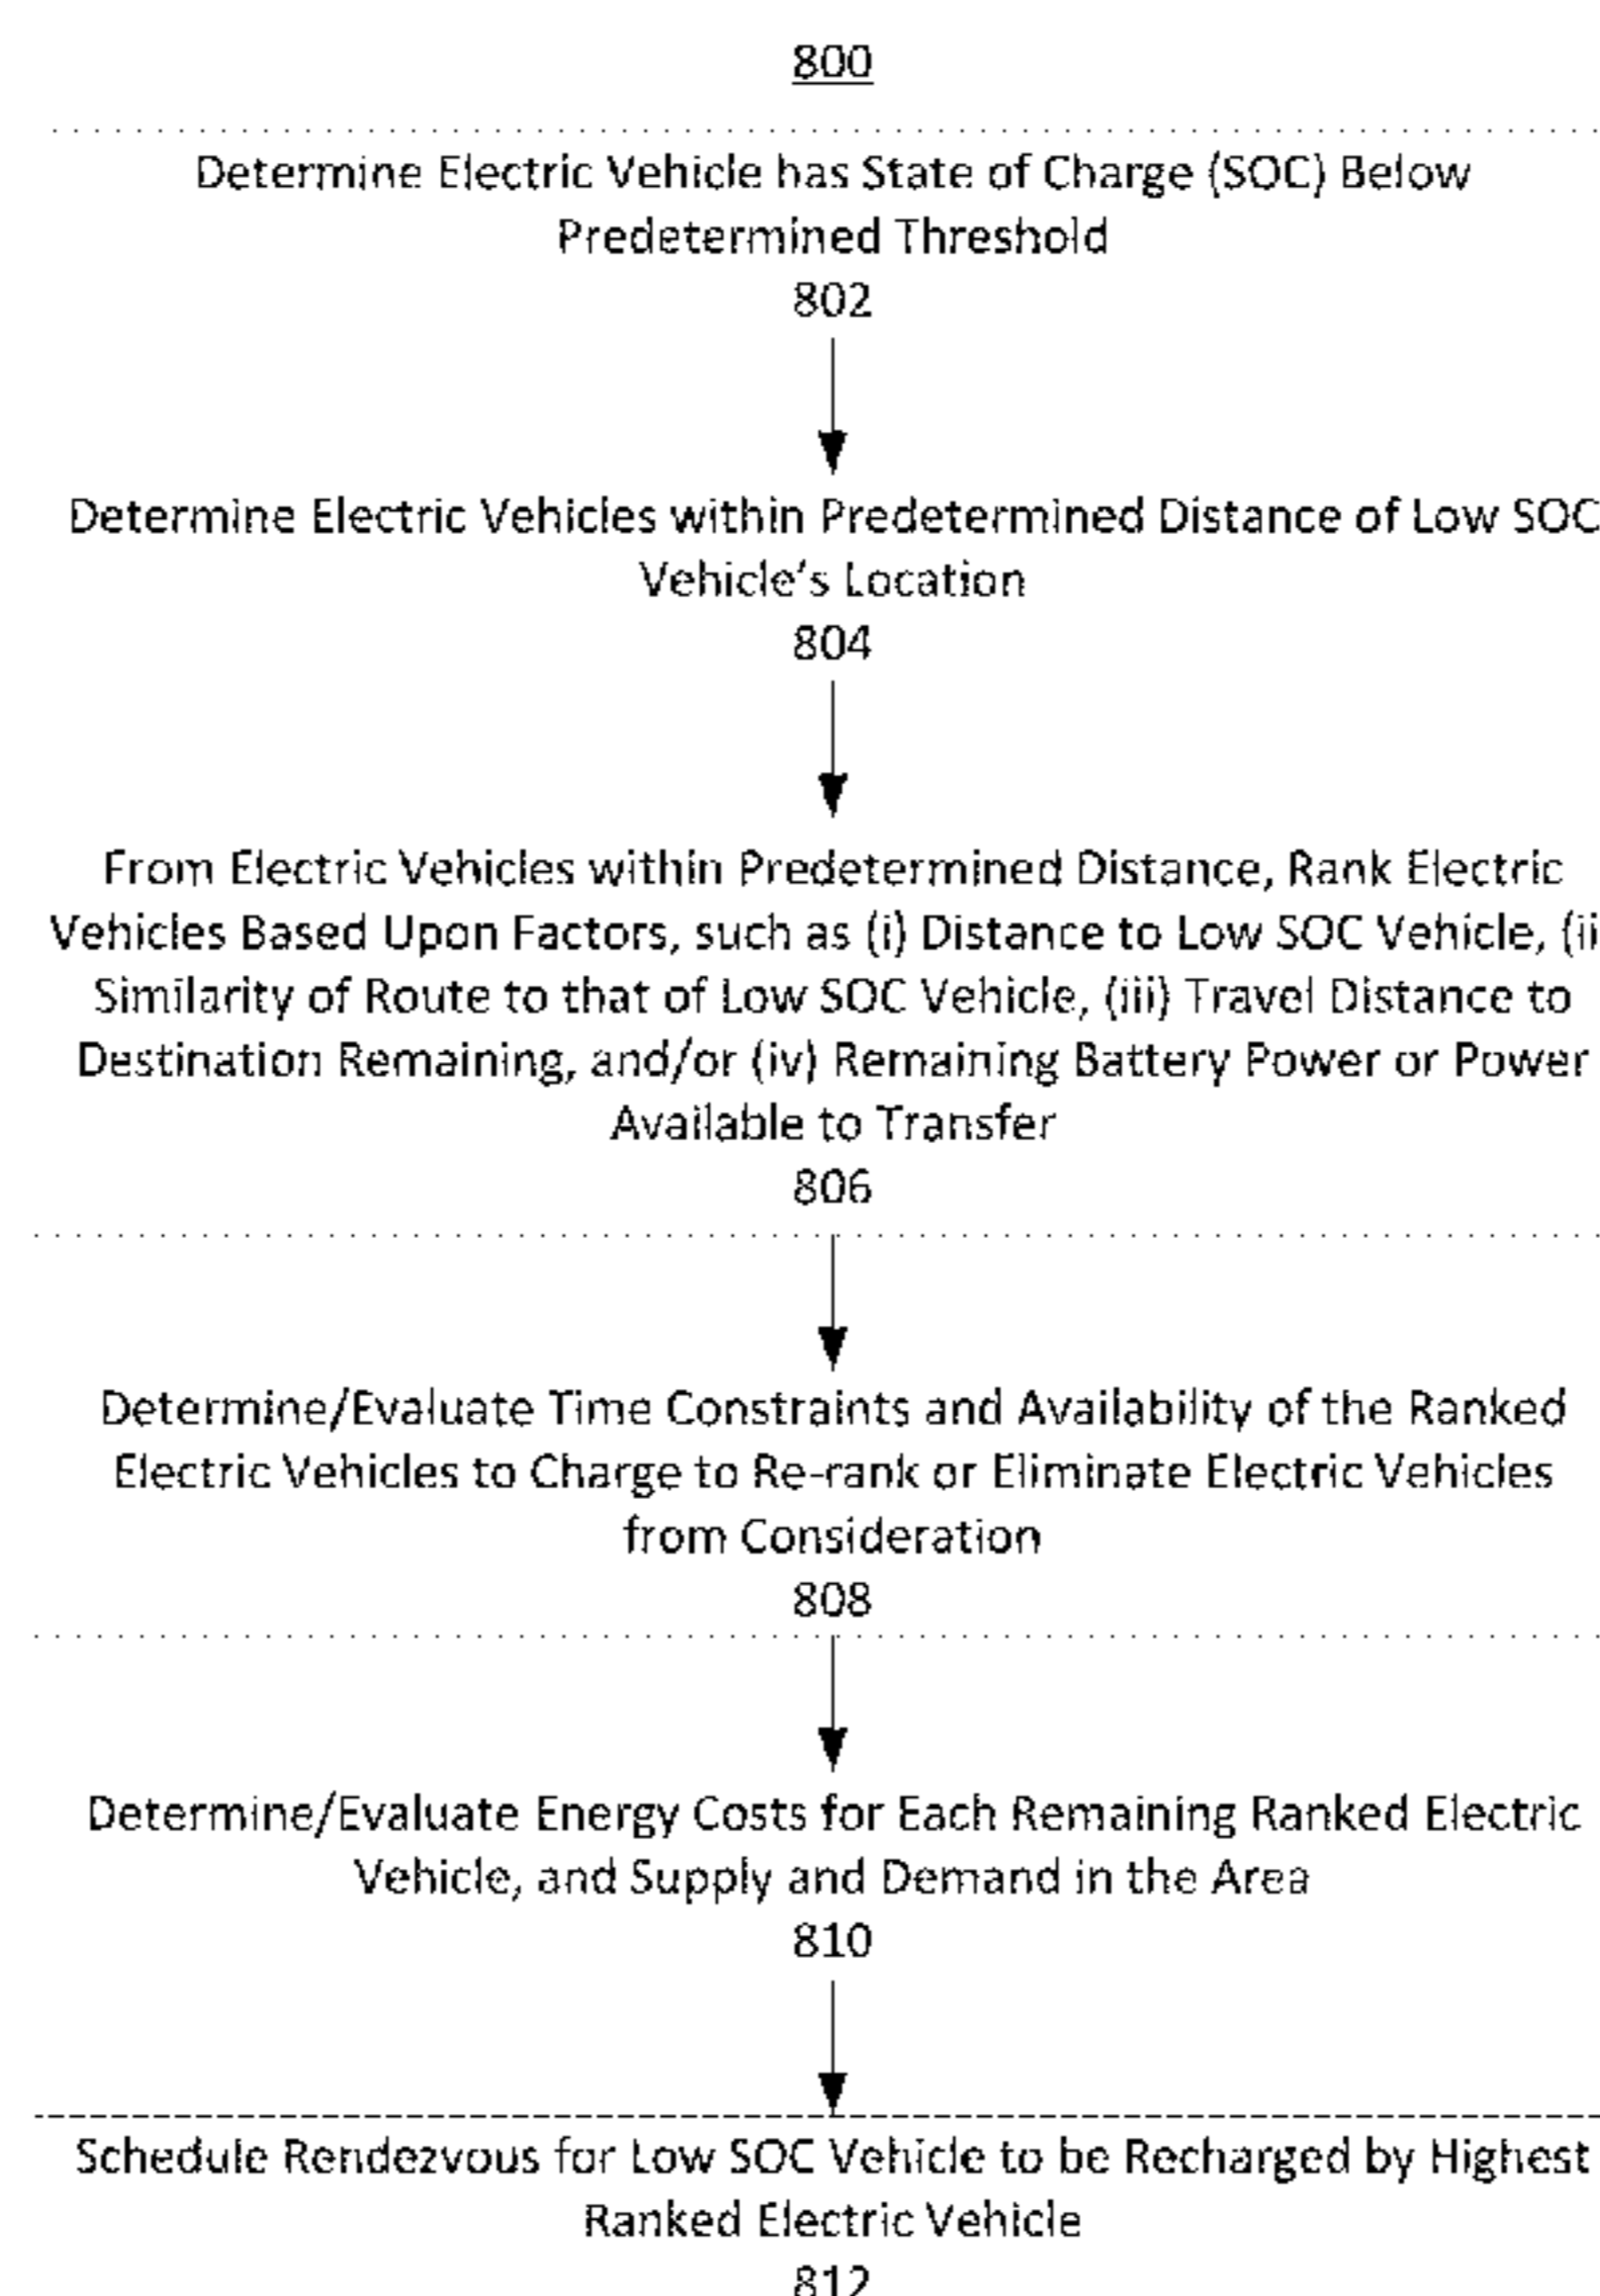 800
Determine Electric Vehicle has State of Charge (SOC) Below
Predetermined Threshold
802
Determine Electric Vehicles within Predetermined Distance of Low SOC
Vehicle's Location
804
From Electric Vehicles within Predetermined Distance, Rank Electric
Vehicles Based Upon Factors, such as (i) Distance to Low SOC Vehicle, (ii
Similarity of Route to that of Low SOC Vehicle, (iii) Travel Distance to
Destination Remaining, and/or (iv) Remaining Battery Power or Power
Available to Transfer
806
Determine/Evaluate Time Constraints and Availability of the Ranked
Electric Vehicles to Charge to Re-rank or Eliminate Electric Vehicles
from Consideration
808
Determine/Evaluate Energy Costs for Each Remaining Ranked Electric
Vehicle, and Supply and Demand in the Area
810
Schedule Rendezvous for Low SOC Vehicle to be Recharged by Highest
Ranked Electric Vehicle
812